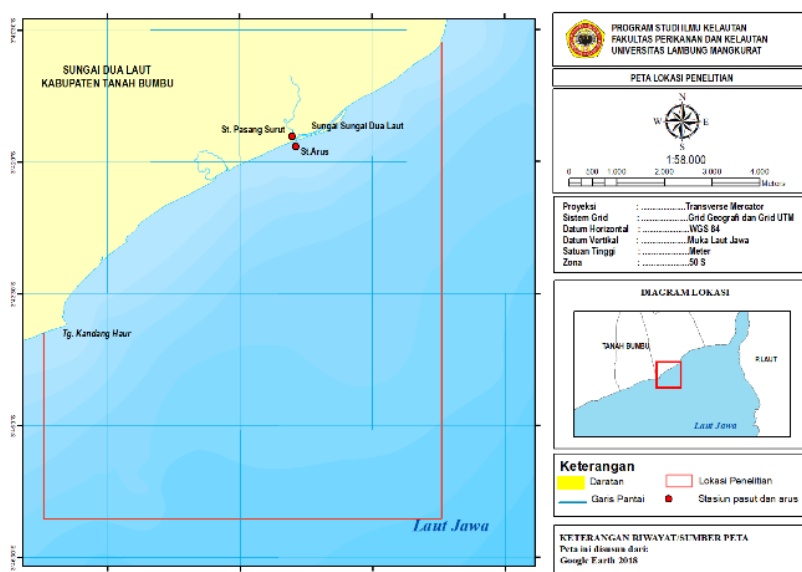 SUNGAI DUA LAUT
KABUPATEN TANAH BUMBU
St. Pasang Surut
Sungai Sungai Dua Laut
St.Arus
Tg. Kandang Haur
Laut Jawa
PROGRAM STUDI ILMU KELAUTAN
FAKULTAS PERIKANAN DAN KELAUTAN
UNIVERSITAS LAMBUNG MANGKURAT
PETA LOKASI PENELITIAN
N
W E
S
1:58.000
0 500 1.000 2.000 3.000 4.000
Meters
Proyeksi : ....................Transverse Mercator
Sistem Grid : ....................Grid Geografi dan Grid UTM
Datum Horizontal : ....................WGS 84
Datum Vertikal : ....................Muka Laut Jawa
Satuan Tinggi : ....................Meter
Zona : ....................50 S
DIAGRAM LOKASI
TANAH BUMBU
P.LAUT
Laut Jawa
Keterangan
Daratan
Lokasi Penelitian
Garis Pantai
Stasiun pasut dan arus
KETERANGAN RIWAYAT/SUMBER PETA
Peta ini disusun dari:
Google Earth 2018